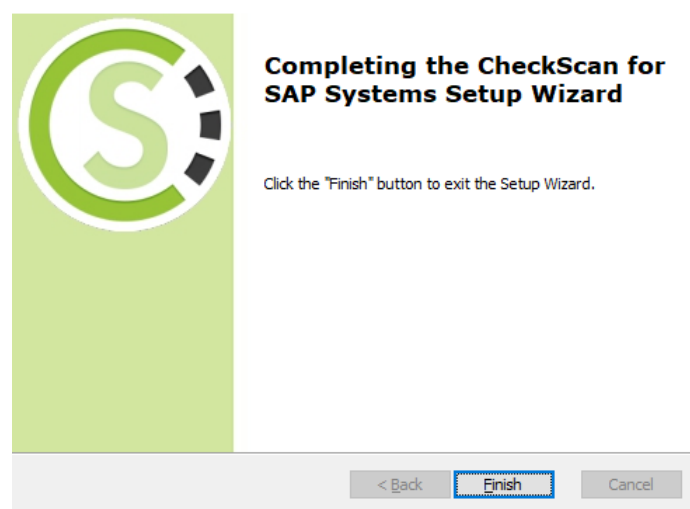 S
Completing the CheckScan for
SAP Systems Setup Wizard
Click the "Finish" button to exit the Setup Wizard.
< Back
Finish
Cancel